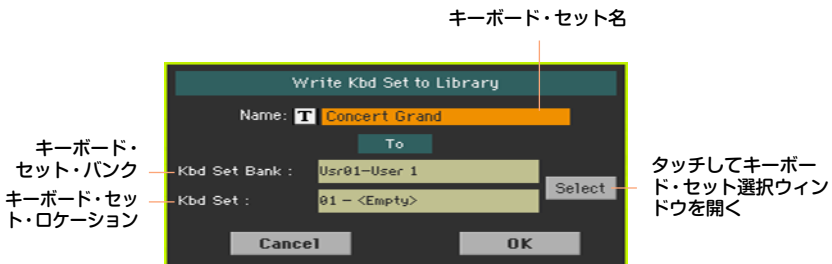 キーボード・セット名
Write Kbd Set to Library
Name: T Concert Grand
To
キーボード・
セット・バンク
Kbd Set Bank : Usr01-User 1
キーボード・セッ
ト・ロケーション
Kbd Set : 01 - <Empty>
Select
タッチしてキーボー
ド・セット選択ウィン
ドウを開く
Cancel OK